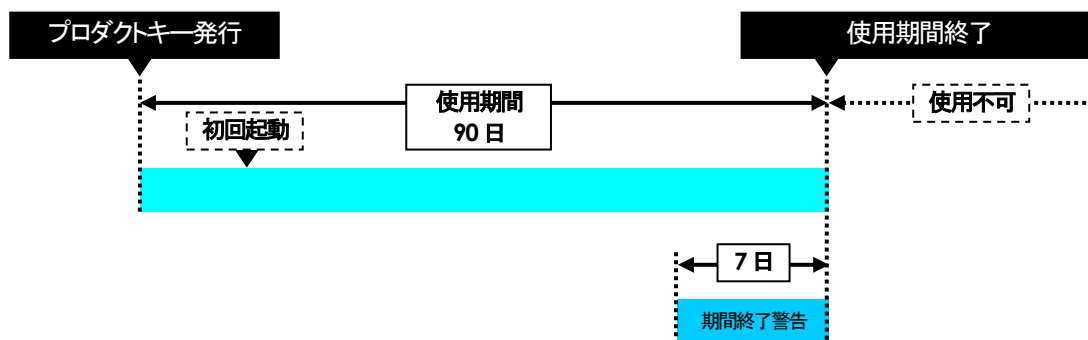 プロダクトキー発行
使用期間終了
使用期間
90 日
使用不可
初回起動
7 日
期間終了警告